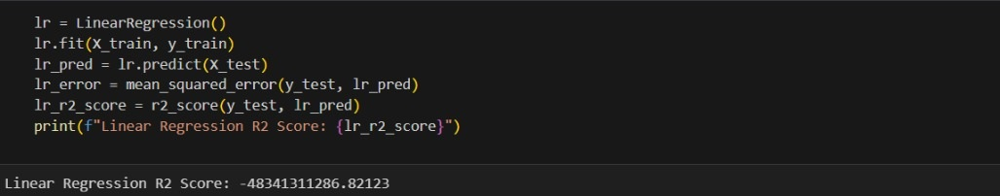 lr = LinearRegression()
lr.fit(X_train, y_train)
lr_pred = lr.predict(X_test)
lr_error = mean_squared_error(y_test, lr_pred)
lr_r2_score = r2_score(y_test, lr_pred)
print(f"Linear Regression R2 Score: {lr_r2_score}")
Linear Regression R2 Score: -48341311286.82123